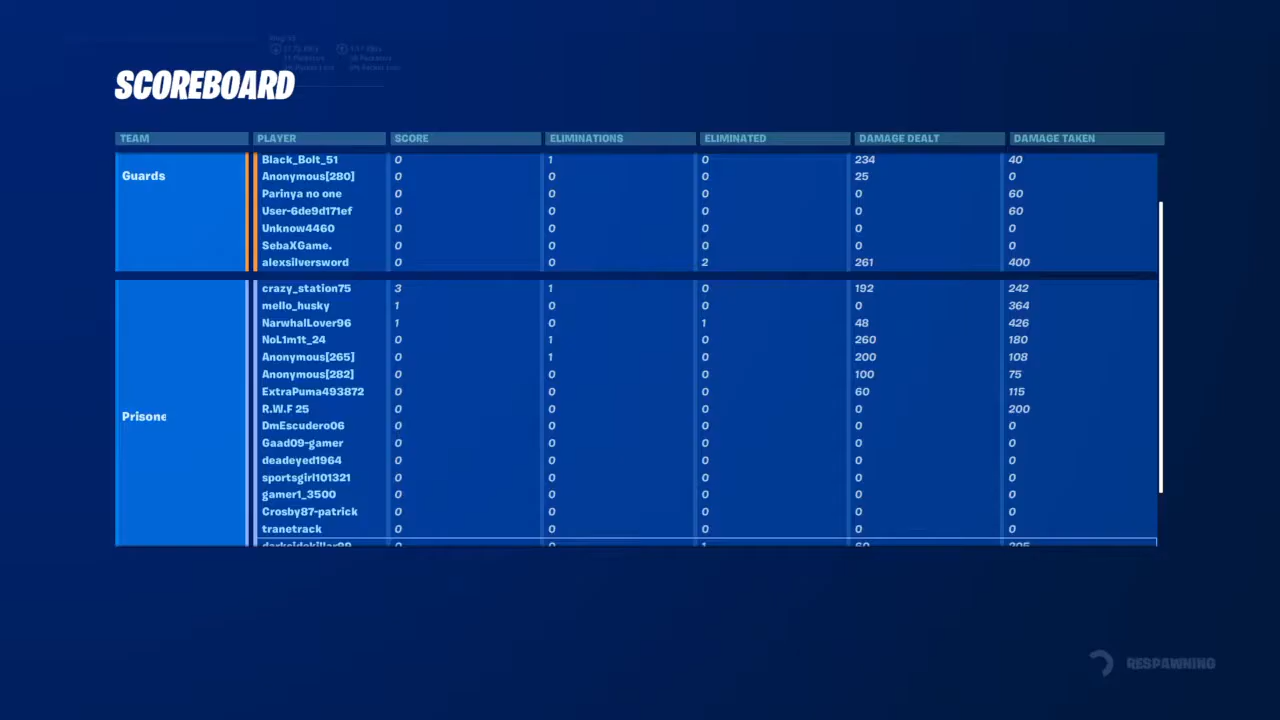 SCOREBOARD
TEAM PLAYER SCORE ELIMINATIONS ELIMINATED DAMAGE DEALT DAMAGE TAKEN
Guards
Black_Bolt_51 0 1 0 234 40
Anonymous[280] 0 0 0 25 0
Parinya no one 0 0 0 0 60
User-6de9d171ef 0 0 0 0 60
Unknow4460 0 0 0 0 0
SebaXGame. 0 0 0 0 0
alexsilversword 0 0 2 261 400
Prisone
crazy_station75 3 1 0 192 242
mello_husky 1 0 0 0 364
NarwhalLover96 1 0 1 48 426
NoL1m1t_24 0 1 0 260 180
Anonymous[265] 0 1 0 200 108
Anonymous[282] 0 0 0 100 75
ExtraPuma493872 0 0 0 60 115
R.W.F 25 0 0 0 0 200
DmEscudero06 0 0 0 0 0
Gaad09-gamer 0 0 0 0 0
deadeyed1964 0 0 0 0 0
sportsgirl101321 0 0 0 0 0
gamer1_3500 0 0 0 0 0
Crosby87-patrick 0 0 0 0 0
tranetrack 0 0 0 0 0
0 0 1 60
RESPAWNING